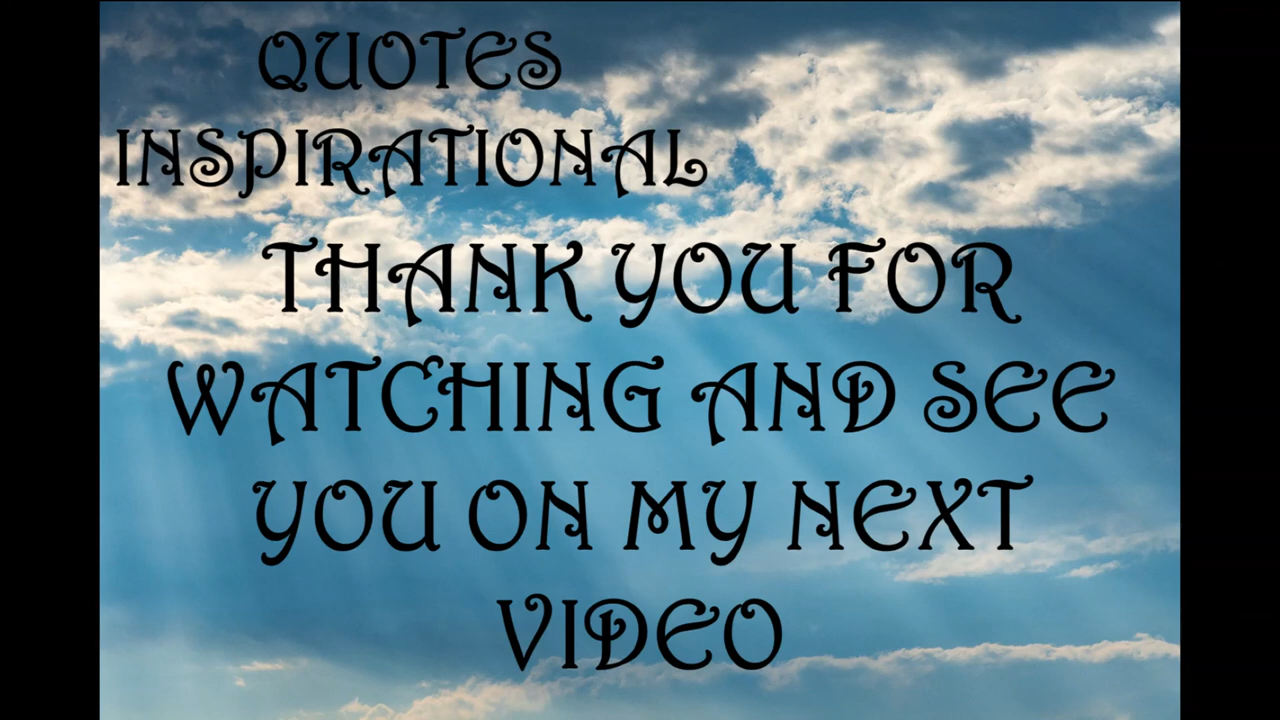 QUOTES
INSPIRATIONAL
THANK YOU FOR
WATCHING AND SEE
YOU ON MY NEXT
VIDEO